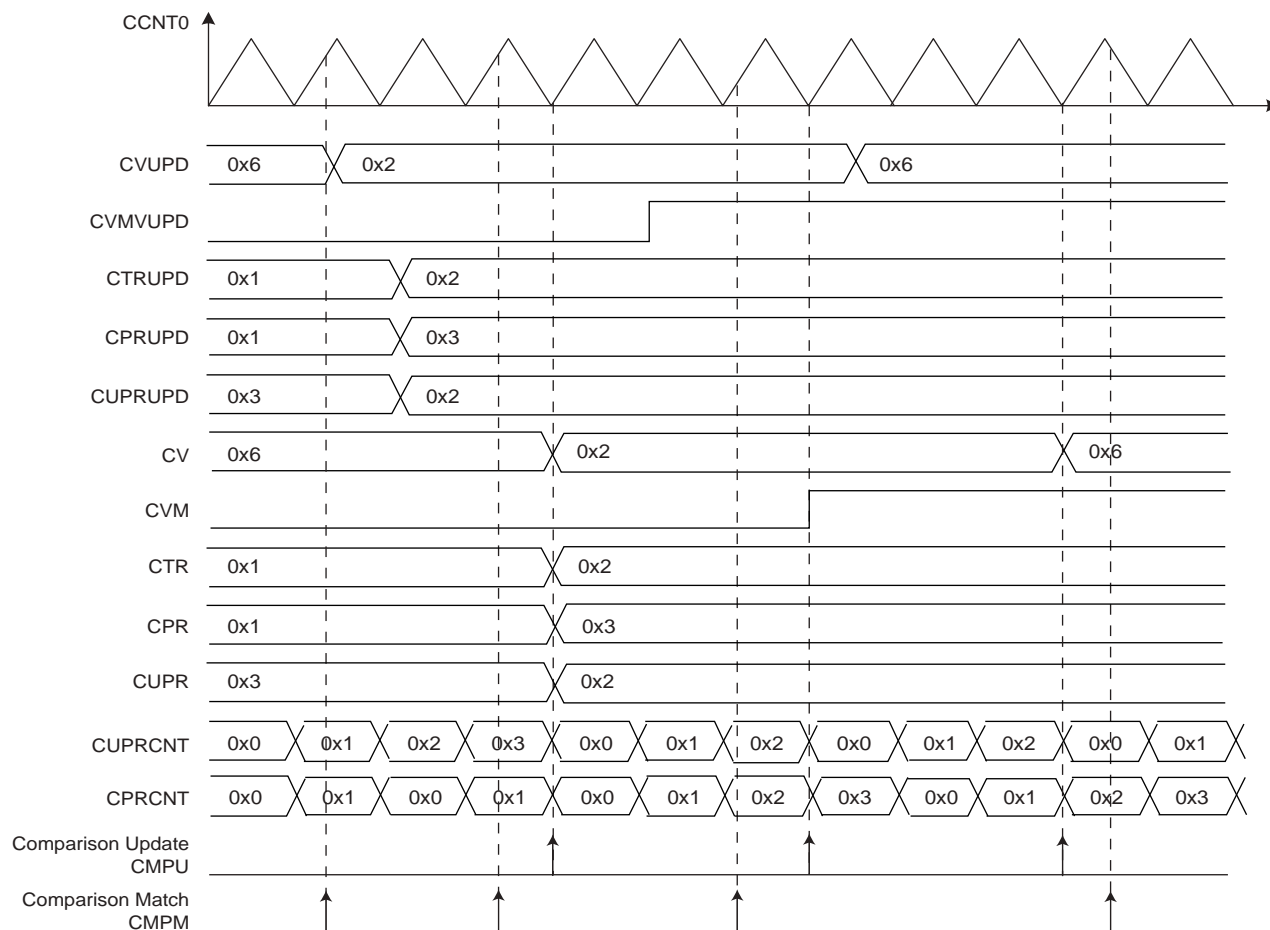 CCNT0
CVUPD 0x6 0x2 0x6
CVMVUPD
CTRUPD 0x1 0x2
CPRUPD 0x1 0x3
CUPRUPD 0x3 0x2
CV 0x6 0x2 0x6
CVM
CTR 0x1 0x2
CPR 0x1 0x3
CUPR 0x3 0x2
CUPRCNT 0x0 0x1 0x2 0x3 0x0 0x1 0x2 0x0 0x1 0x2 0x0 0x1
CPRCNT 0x0 0x1 0x0 0x1 0x0 0x1 0x2 0x3 0x0 0x1 0x2 0x3
Comparison Update
CMPU
Comparison Match
CMPM